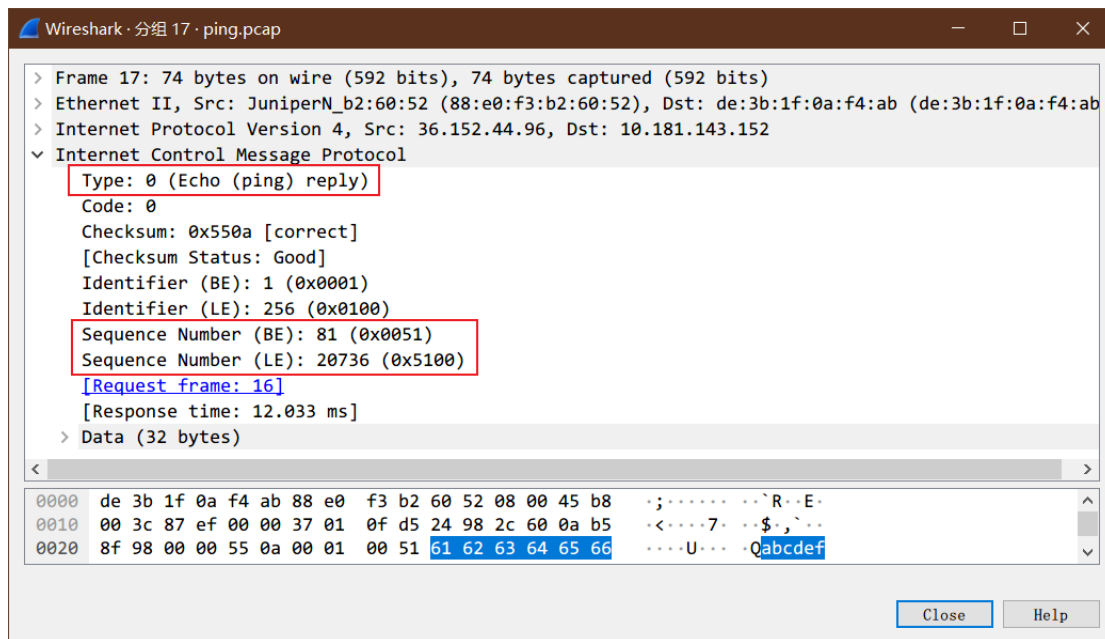 Wireshark · 分组 17 · ping.pcap
Frame 17: 74 bytes on wire (592 bits), 74 bytes captured (592 bits)
Ethernet II, Src: JuniperN_b2:60:52 (88:e0:f3:b2:60:52), Dst: de:3b:1f:0a:f4:ab (de:3b:1f:0a:f4:ab
Internet Protocol Version 4, Src: 36.152.44.96, Dst: 10.181.143.152
Internet Control Message Protocol
Type: 0 (Echo (ping) reply)
Code: 0
Checksum: 0x550a [correct]
[Checksum Status: Good]
Identifier (BE): 1 (0x0001)
Identifier (LE): 256 (0x0100)
Sequence Number (BE): 81 (0x0051)
Sequence Number (LE): 20736 (0x5100)
[Request frame: 16]
[Response time: 12.033 ms]
Data (32 bytes)
0000 de 3b 1f 0a f4 ab 88 e0 f3 b2 60 52 08 00 45 b8 ·;······ ··`R··E·
0010 00 3c 87 ef 00 00 37 01 0f d5 24 98 2c 60 0a b5 ·<····7· ··$·,`··
0020 8f 98 00 00 55 0a 00 01 00 51 61 62 63 64 65 66 ····U··· ·Qabcdef
Close Help